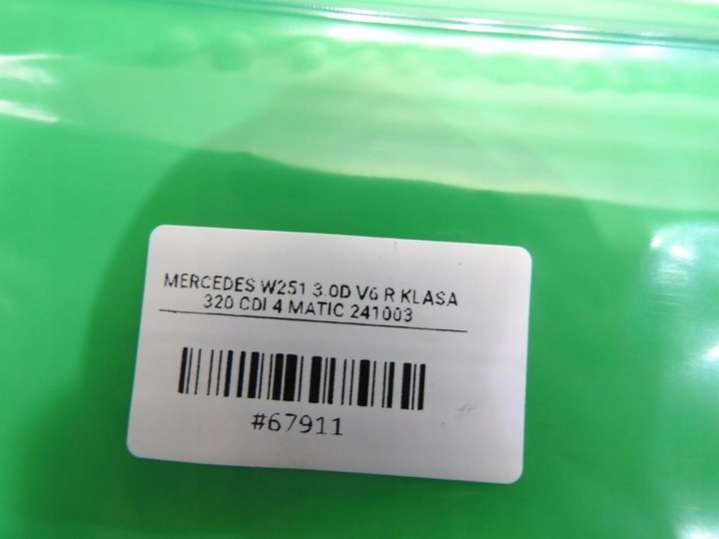 MERCEDES W251 3.0D V6 R KLASA
320 CDI 4 MATIC 241003
#67911